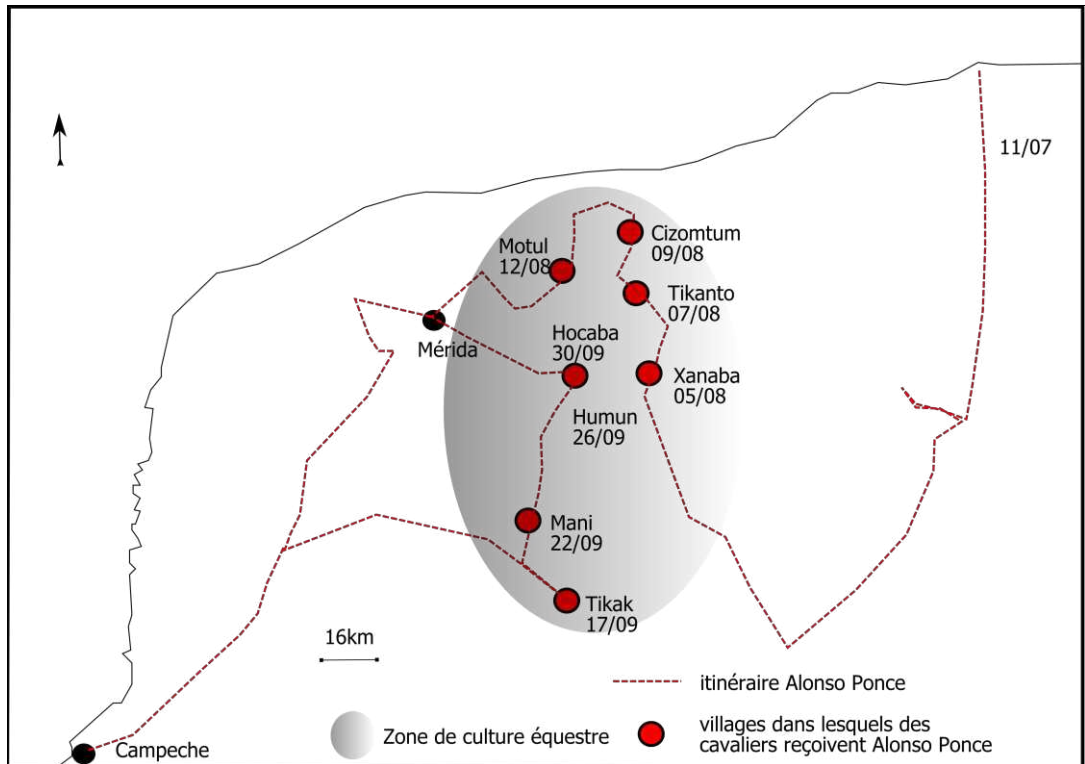 11/07
Cizomtum
09/08
Motul
12/08
Tikanto
07/08
Mérida
Hocaba
30/09
Xanaba
05/08
Humun
26/09
Mani
22/09
Tikak
17/09
16km
itinéraire Alonso Ponce
Campeche
Zone de culture équestre
villages dans lesquels des
cavaliers reçoivent Alonso Ponce